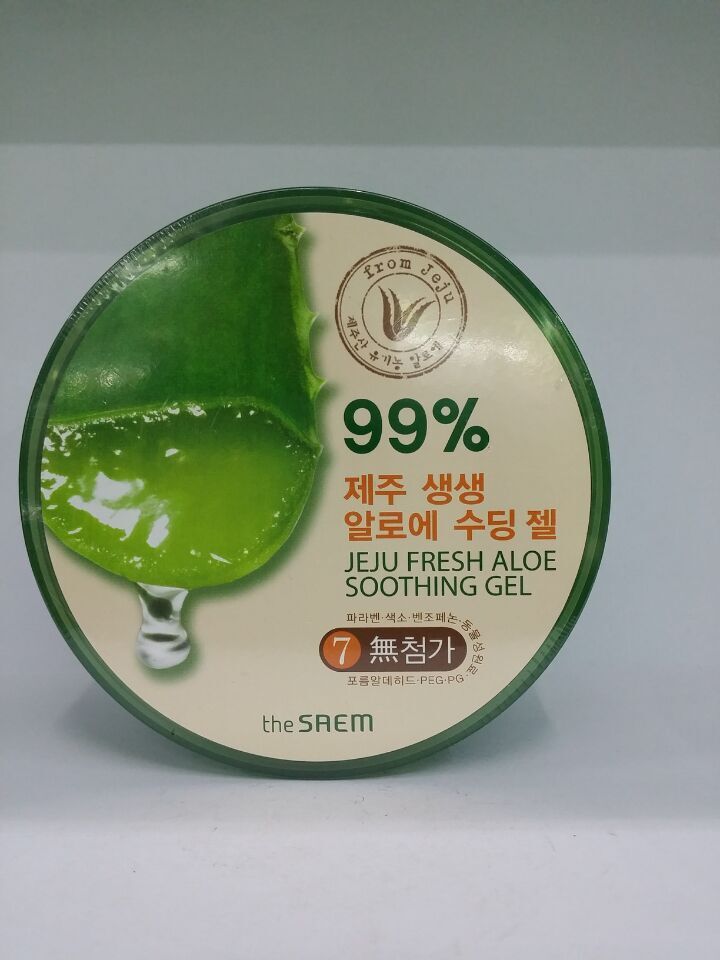 from Jeju
제주산 유기농 알로에
99%
제주 생생
알로에 수딩 젤
JEJU FRESH ALOE
SOOTHING GEL
파라벤·색소·벤조페논·동물성원료·
7 無첨가
포름알데히드·PEG·PG·
the SAEM